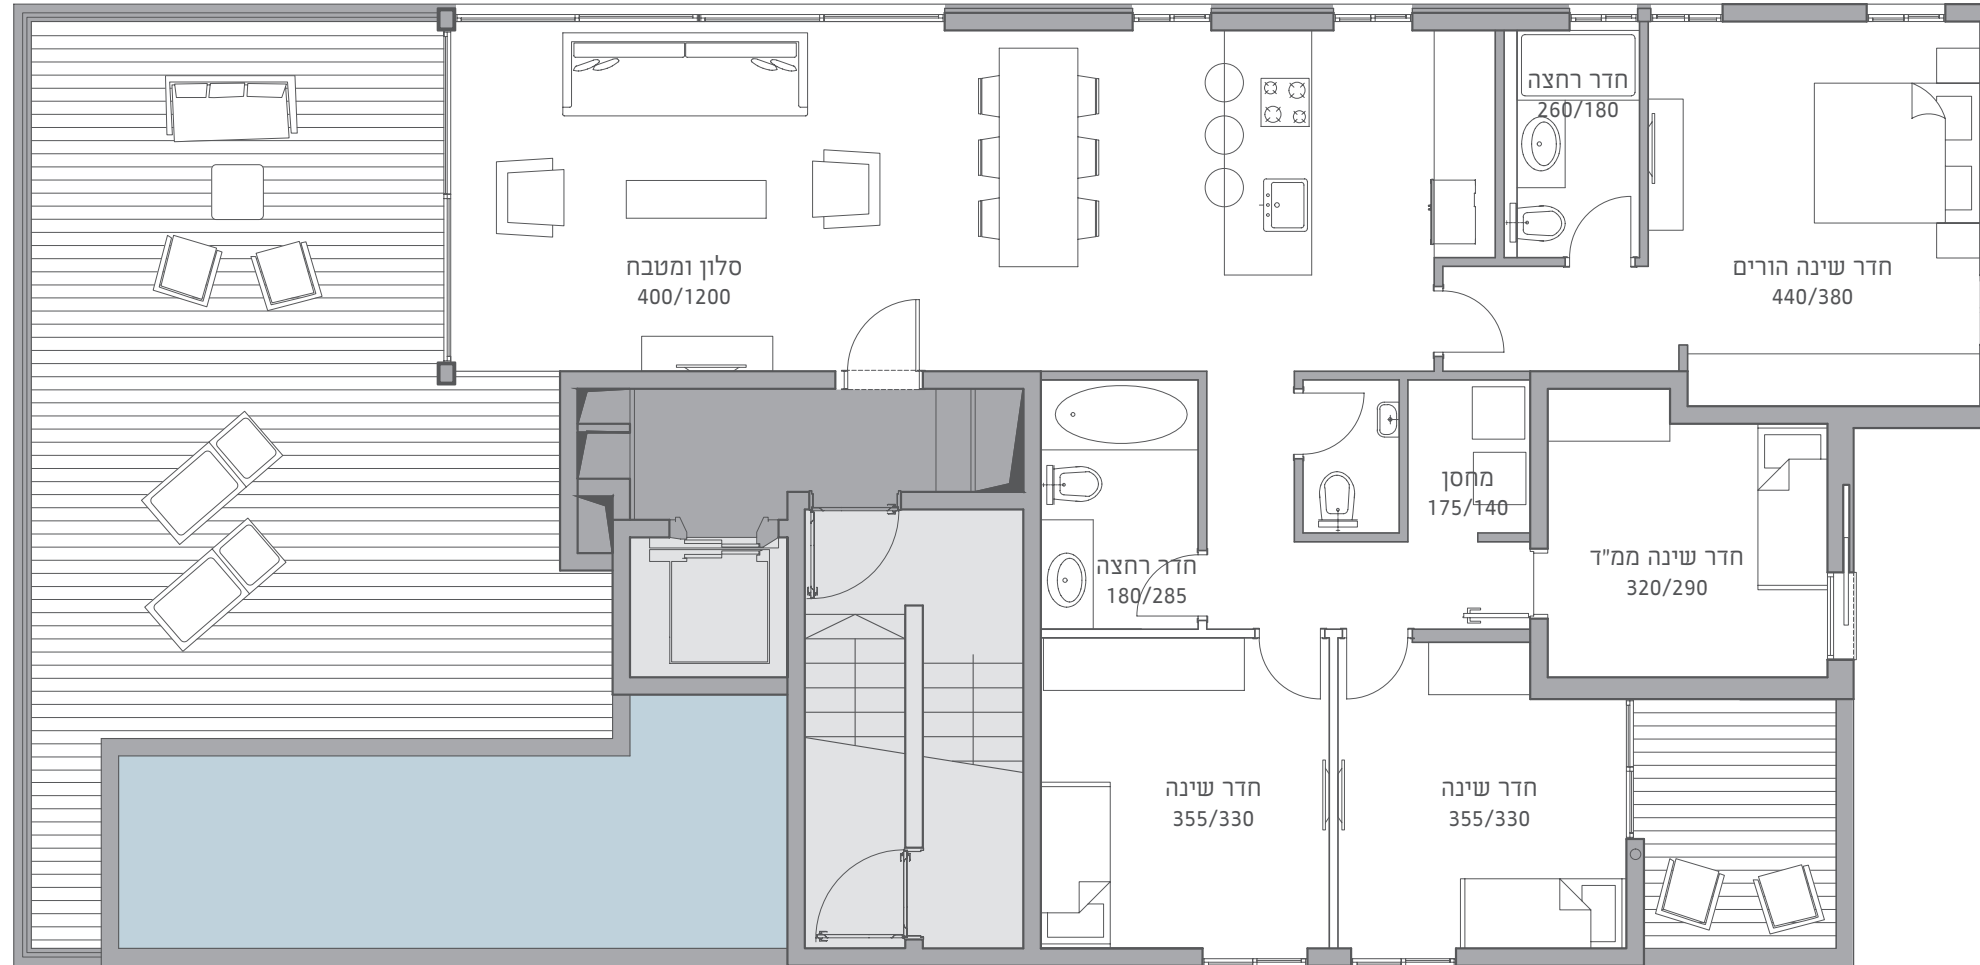 חדר רחצה
260/180
סלון ומטבח
400/1200
חדר שינה הורים
440/380
מחסן
175/140
חדר שינה ממ"ד
320/290
חדר רחצה
180/285
חדר שינה
355/330
חדר שינה
355/330